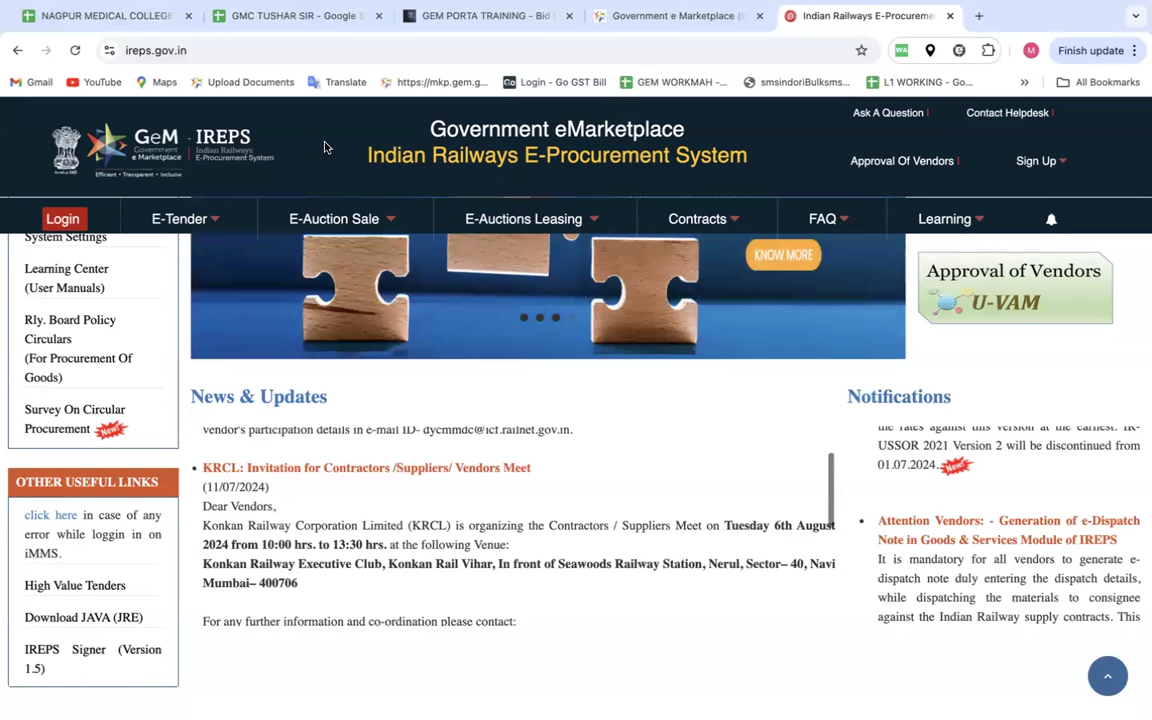 NAGPUR MEDICAL COLLEGE
GMC TUSHAR SIR - Google S
GEM PORTA TRAINING - Bid
Government e Marketplace (
Indian Railways E-Procureme
ireps.gov.in
WA
M
Finish update
Gmail
YouTube
Maps
Upload Documents
Translate
https://mkp.gem.g...
Go
Login - Go GST Bill
GEM WORKMAH -...
smsindoriBulksms...
L1 WORKING - Go...
»
All Bookmarks
GeM
Government
e Marketplace
IREPS
Indian Railways
E-Procurement System
Efficient • Transparent • Inclusive
Government eMarketplace
Indian Railways E-Procurement System
Ask A Question
Contact Helpdesk
Approval Of Vendors
Sign Up
Login
E-Tender
E-Auction Sale
E-Auctions Leasing
Contracts
FAQ
Learning
System Settings
Learning Center
(User Manuals)
Rly. Board Policy
Circulars
(For Procurement Of
Goods)
Survey On Circular
Procurement New!
OTHER USEFUL LINKS
click here in case of any
error while loggin in on
iMMS.
High Value Tenders
Download JAVA (JRE)
IREPS Signer (Version
1.5)
KNOW MORE
Approval of Vendors
U-VAM
News & Updates
vendor's participation details in e-mail ID- dycmmdc@icf.railnet.gov.in.
• KRCL: Invitation for Contractors /Suppliers/ Vendors Meet
(11/07/2024)
Dear Vendors,
Konkan Railway Corporation Limited (KRCL) is organizing the Contractors / Suppliers Meet on Tuesday 6th August
2024 from 10:00 hrs. to 13:30 hrs. at the following Venue:
Konkan Railway Executive Club, Konkan Rail Vihar, In front of Seawoods Railway Station, Nerul, Sector– 40, Navi
Mumbai– 400706
For any further information and co-ordination please contact:
Notifications
the rates against this version at the earliest. IR-
USSOR 2021 Version 2 will be discontinued from
01.07.2024. New!
• Attention Vendors: - Generation of e-Dispatch
Note in Goods & Services Module of IREPS
It is mandatory for all vendors to generate e-
dispatch note duly entering the dispatch details,
while dispatching the materials to consignee
against the Indian Railway supply contracts. This